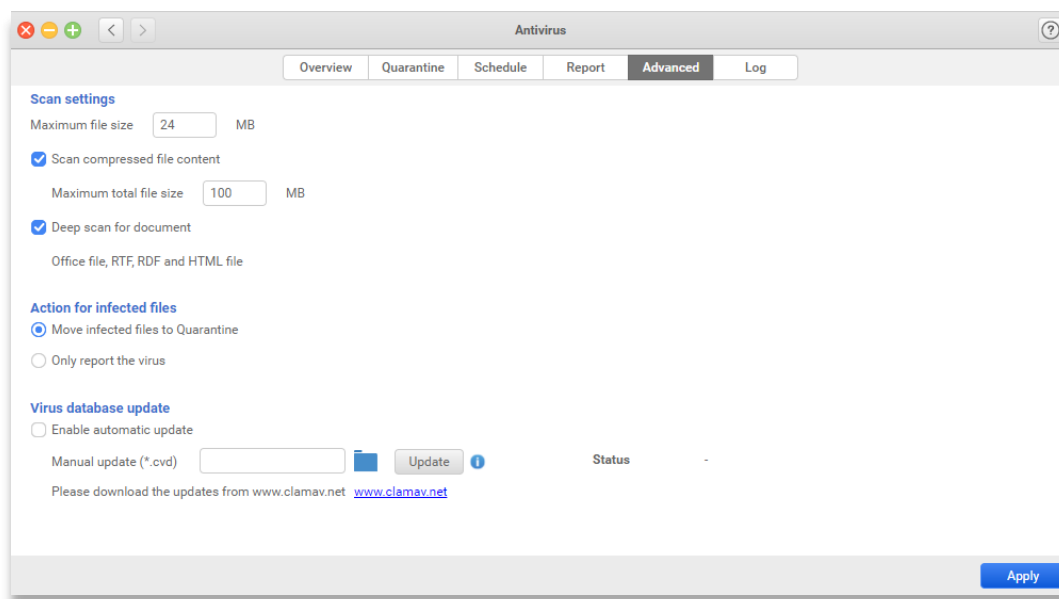 Antivirus
?
Overview Quarantine Schedule Report Advanced Log
Scan settings
Maximum file size 24 MB
Scan compressed file content
Maximum total file size 100 MB
Deep scan for document
Office file, RTF, RDF and HTML file
Action for infected files
Move infected files to Quarantine
Only report the virus
Virus database update
Enable automatic update
Manual update (*.cvd) Update i Status -
Please download the updates from www.clamav.net www.clamav.net
Apply